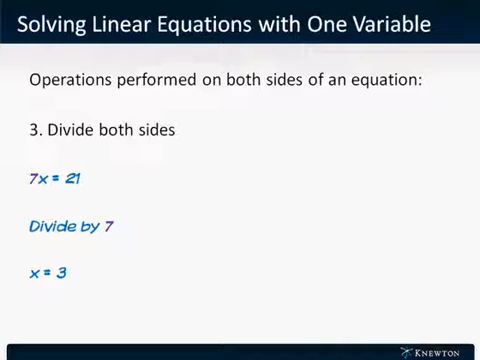 Solving Linear Equations with One Variable
Operations performed on both sides of an equation:
3. Divide both sides
7x = 21
Divide by 7
x = 3
KNEWTON